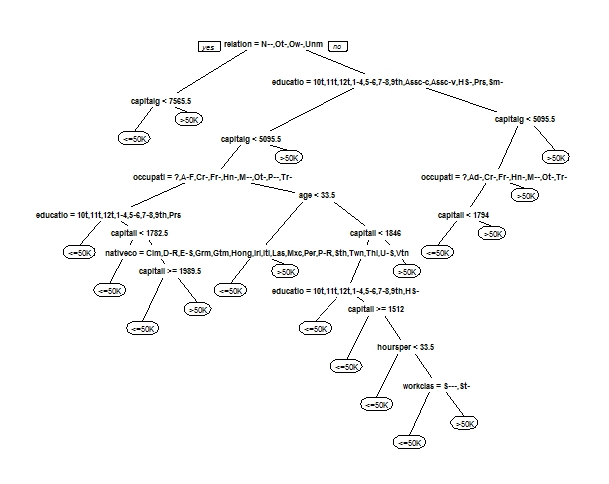 yes relation = N--,Ot-,Ow-,Unm no
educatio = 10t,11t,12t,1-4,5-6,7-8,9th,Assc-c,Assc-v,HS-,Prs,Sm-
capitalg < 7565.5
>50K
<=50K
capitalg < 5095.5
capitalg < 5095.5
>50K
>50K
occupati = ?,A-F,Cr-,Fr-,Hn-,M--,Ot-,P--,Tr-
occupati = ?,Ad-,Cr-,Fr-,Hn-,M--,Ot-,Tr-
age < 33.5
>50K
educatio = 10t,11t,12t,1-4,5-6,7-8,9th,Prs
capitall < 1794
capitall < 1782.5
capitall < 1846
>50K
<=50K
nativeco = Clm,D-R,E-S,Grm,Gtm,Hong,Iri,Itl,Las,Mxc,Per,P-R,Sth,Twn,Thl,U-S,Vtn
<=50K
capitall >= 1989.5
>50K
>50K
<=50K
<=50K
educatio = 10t,11t,12t,1-4,5-6,7-8,9th,HS-
>50K
capitall >= 1512
<=50K
<=50K
hoursper < 33.5
<=50K
workclas = S---,St-
<=50K
>50K
<=50K